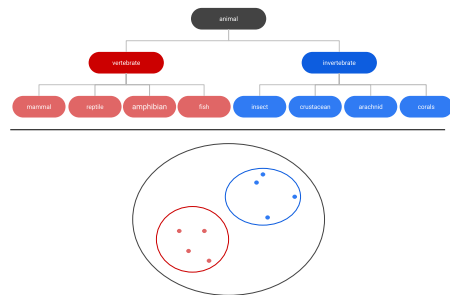 animal
vertebrate
invertebrate
mammal
reptile
amphibian
fish
insect
crustacean
arachnid
corals